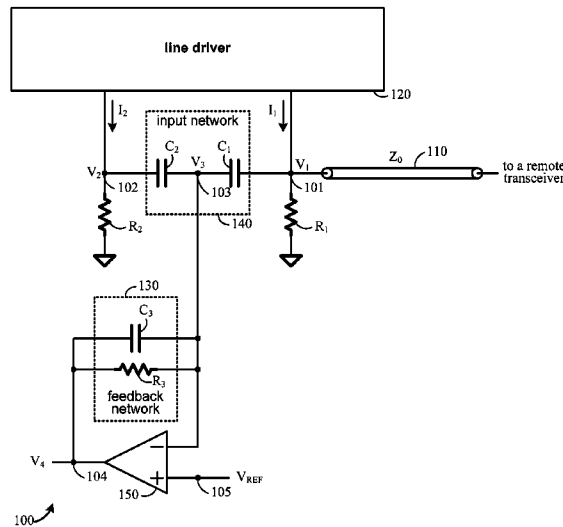 line driver
120
I₂
I₁
input network
C₂
C₁
V₃
V₂
V₁
Z₀
110
to a remote
transceiver
102
103
101
R₂
R₁
140
130
C₃
R₃
feedback
network
V₄
104
−
+
150
105
V_REF
100